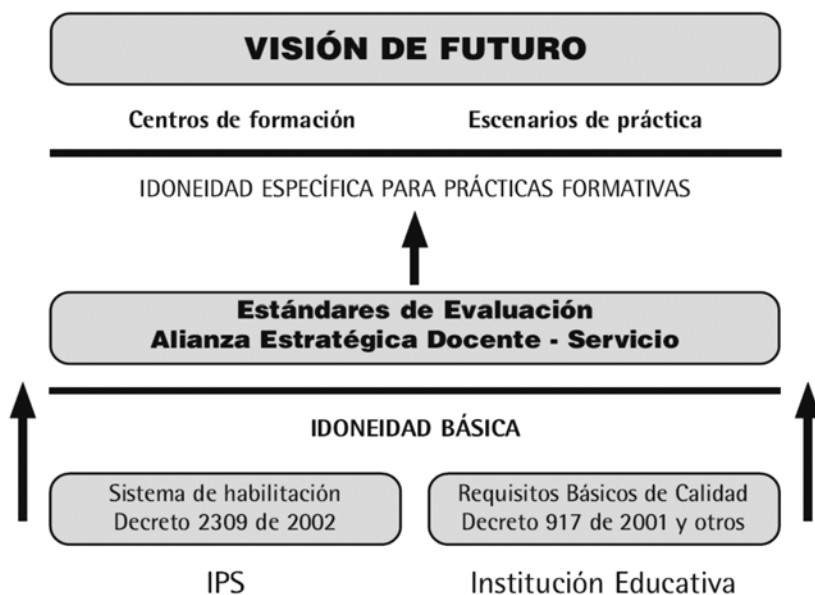 VISIÓN DE FUTURO
Centros de formación
Escenarios de práctica
IDONEIDAD ESPECÍFICA PARA PRÁCTICAS FORMATIVAS
Estándares de Evaluación
Alianza Estratégica Docente - Servicio
IDONEIDAD BÁSICA
Sistema de habilitación
Decreto 2309 de 2002
Requisitos Básicos de Calidad
Decreto 917 de 2001 y otros
IPS
Institución Educativa